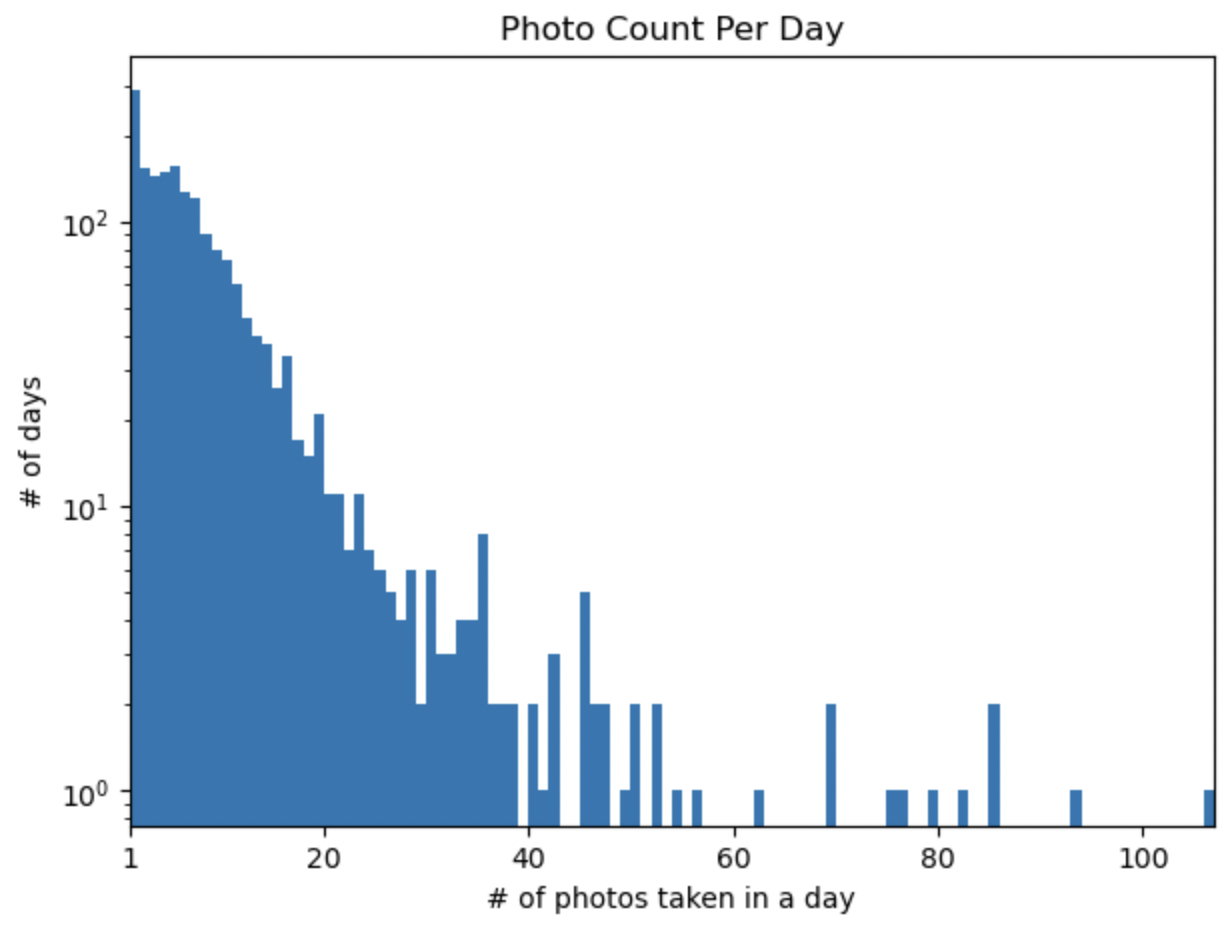 Photo Count Per Day
# of days
10²
10¹
10⁰
1 20 40 60 80 100
# of photos taken in a day